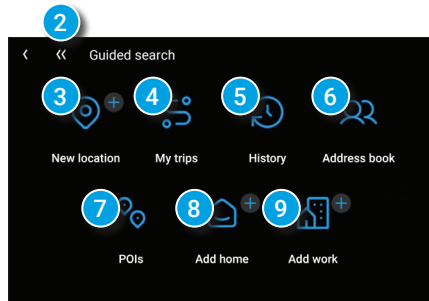 2
‹ ‹‹ Guided search
3 + 4 5 6
New location My trips History Address book
7 8 + 9 +
POIs Add home Add work